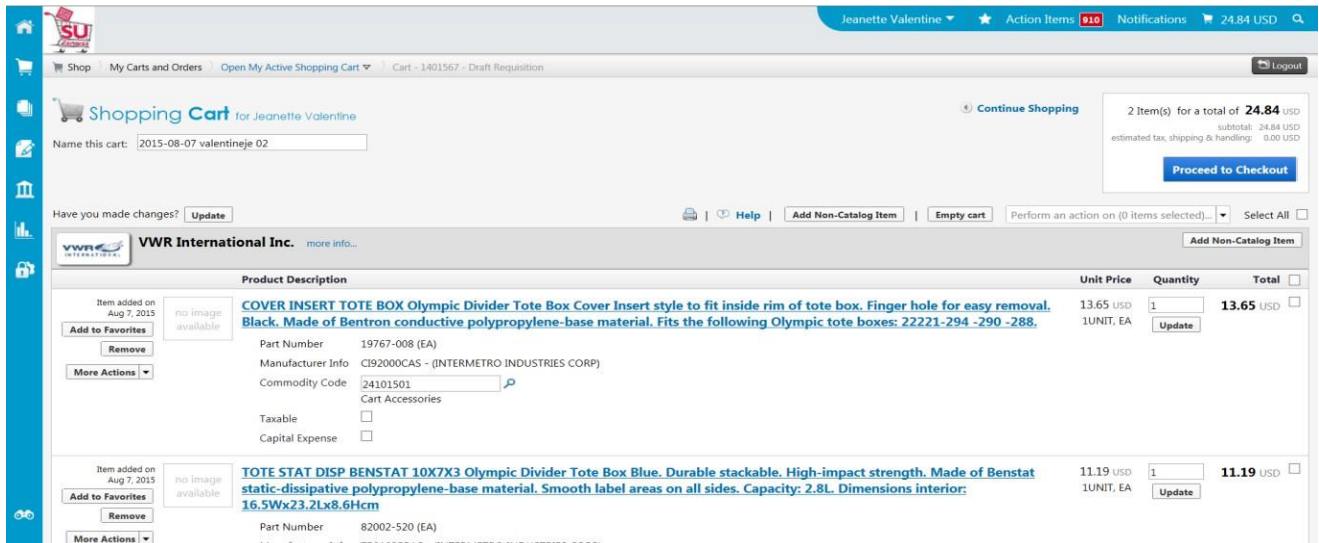 Jeanette Valentine Action Items 910 Notifications 24.84 USD
SU
Shop My Carts and Orders Open My Active Shopping Cart Cart - 1401567 - Draft Requisition Logout
Shopping Cart for Jeanette Valentine
Continue Shopping
2 Item(s) for a total of 24.84 USD
subtotal: 24.84 USD
estimated tax, shipping & handling: 0.00 USD
Proceed to Checkout
Name this cart: 2015-08-07 valentineje 02
Have you made changes? Update | Help | Add Non-Catalog Item | Empty cart Perform an action on (0 items selected)... Select All
VWR INTERNATIONAL VWR International Inc. more info... Add Non-Catalog Item
Product Description Unit Price Quantity Total
Item added on
Aug 7, 2015
Add to Favorites
Remove
More Actions
no image
available
COVER INSERT TOTE BOX Olympic Divider Tote Box Cover Insert style to fit inside rim of tote box. Finger hole for easy removal.
Black. Made of Bentron conductive polypropylene-base material. Fits the following Olympic tote boxes: 22221-294 -290 -288.
13.65 USD 1 13.65 USD
1UNIT, EA Update
Part Number 19767-008 (EA)
Manufacturer Info CI92000CAS - (INTERMETRO INDUSTRIES CORP)
Commodity Code 24101501
Cart Accessories
Taxable
Capital Expense
Item added on
Aug 7, 2015
Add to Favorites
Remove
More Actions
no image
available
TOTE STAT DISP BENSTAT 10X7X3 Olympic Divider Tote Box Blue. Durable stackable. High-impact strength. Made of Benstat
static-dissipative polypropylene-base material. Smooth label areas on all sides. Capacity: 2.8L. Dimensions interior:
16.5Wx23.2Lx8.6Hcm
11.19 USD 1 11.19 USD
1UNIT, EA Update
Part Number 82002-520 (EA)